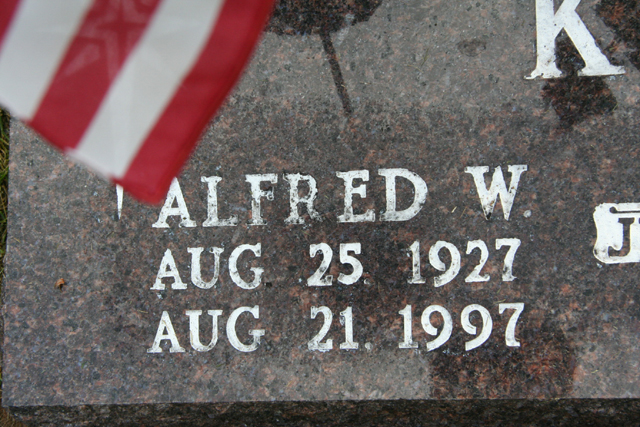 K
ALFRED W.
AUG 25. 1927
AUG 21. 1997
J